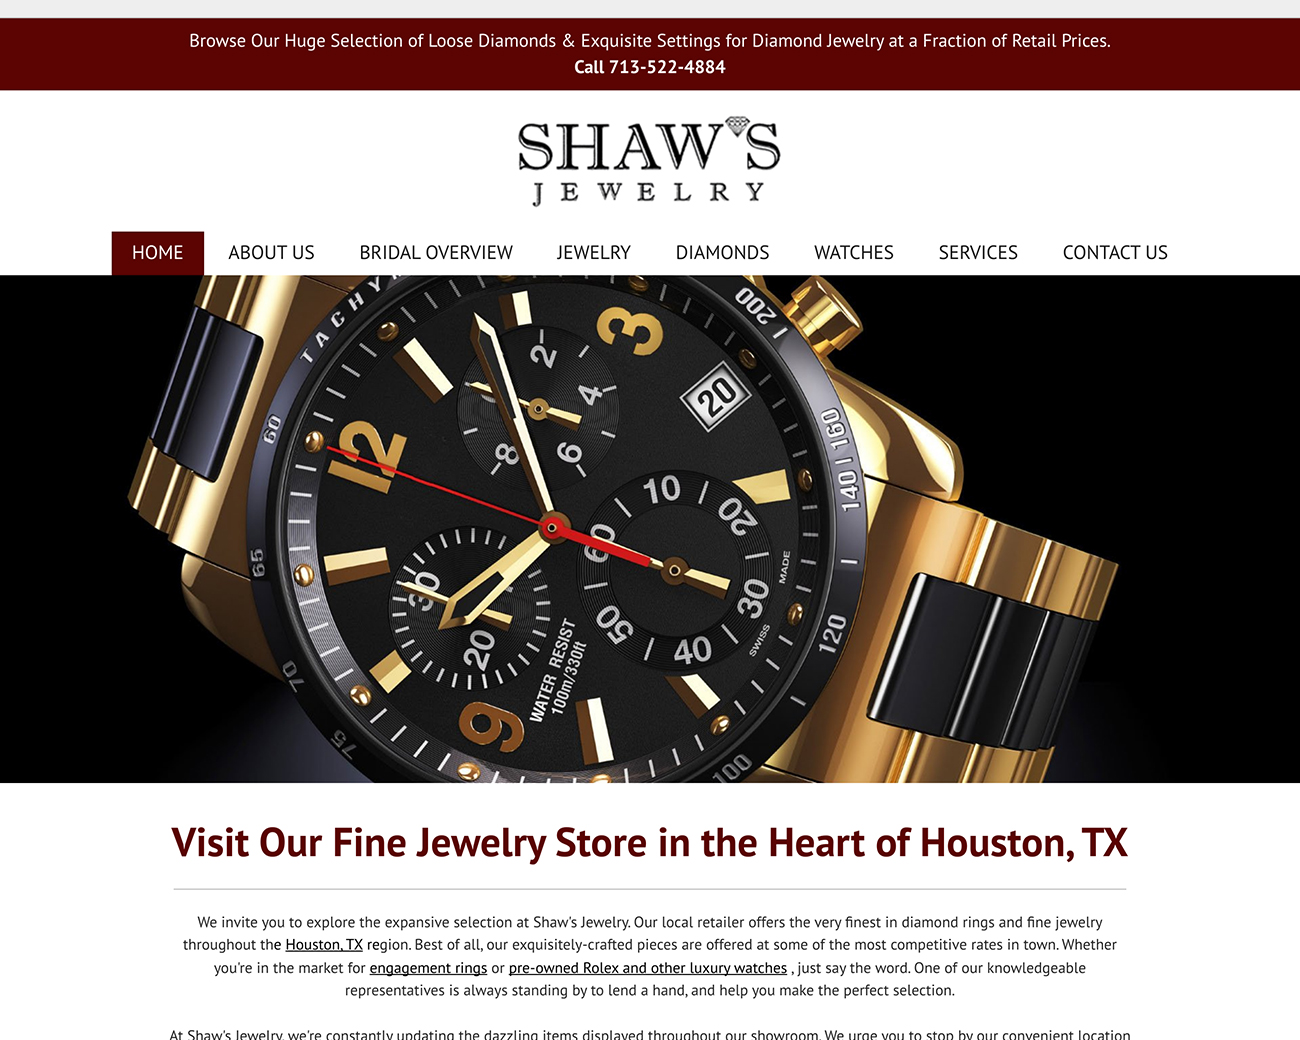 Browse Our Huge Selection of Loose Diamonds & Exquisite Settings for Diamond Jewelry at a Fraction of Retail Prices.
Call 713-522-4884
SHAW'S
JEWELRY
HOME ABOUT US BRIDAL OVERVIEW JEWELRY DIAMONDS WATCHES SERVICES CONTACT US
TACHY
200
160
140
120
100
75
70
65
60
12
3
9
20
2
4
6
8
10
20
30
40
50
60
30
20
WATER RESIST
100m/330ft
SWISS
MADE
Visit Our Fine Jewelry Store in the Heart of Houston, TX
We invite you to explore the expansive selection at Shaw's Jewelry. Our local retailer offers the very finest in diamond rings and fine jewelry
throughout the Houston, TX region. Best of all, our exquisitely-crafted pieces are offered at some of the most competitive rates in town. Whether
you're in the market for engagement rings or pre-owned Rolex and other luxury watches , just say the word. One of our knowledgeable
representatives is always standing by to lend a hand, and help you make the perfect selection.
At Shaw's Jewelry, we're constantly updating the dazzling items displayed throughout our showroom. We urge you to stop by our convenient location